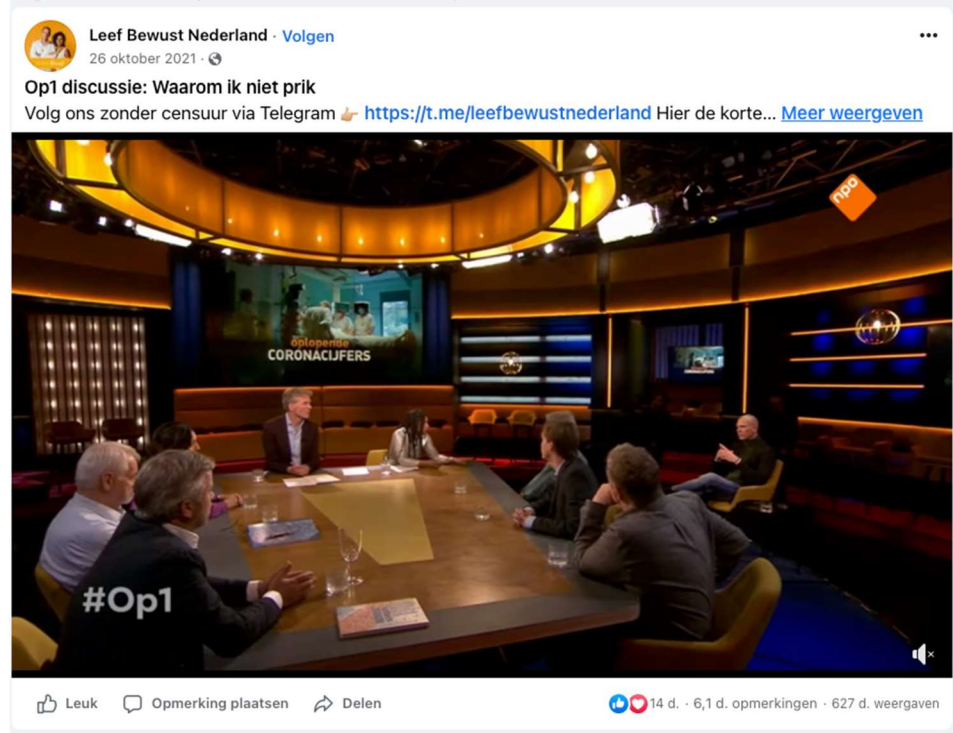 Leef Bewust Nederland · Volgen
26 oktober 2021 ·
Op1 discussie: Waarom ik niet prik
Volg ons zonder censuur via Telegram 👉🏼 https://t.me/leefbewustnederland Hier de korte... Meer weergeven
npo
oplopende
CORONACIJFERS
#Op1
Leuk Opmerking plaatsen Delen 14 d. · 6,1 d. opmerkingen · 627 d. weergaven